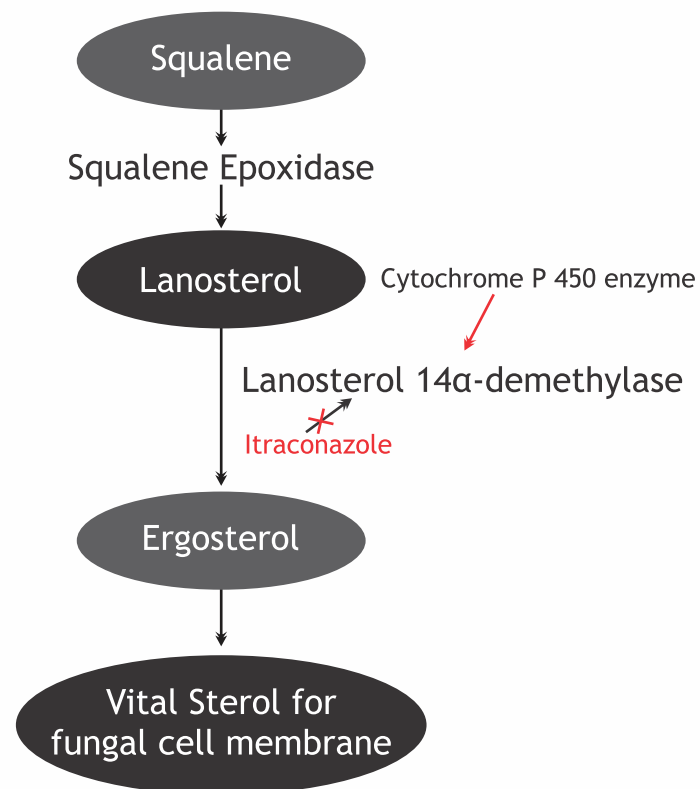 Squalene
Squalene Epoxidase
Lanosterol
Cytochrome P 450 enzyme
Lanosterol 14α-demethylase
Itraconazole
Ergosterol
Vital Sterol for
fungal cell membrane